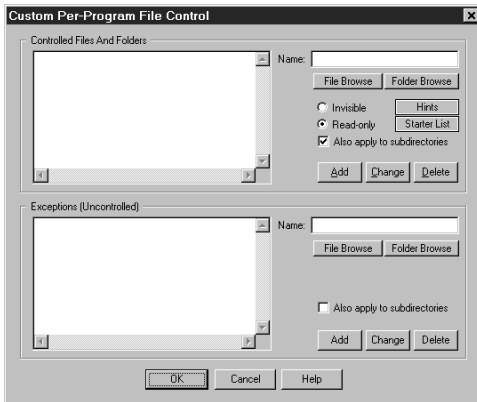 Custom Per-Program File Control
Controlled Files And Folders
Name:
File Browse Folder Browse
Invisible Hints
Read-only Starter List
Also apply to subdirectories
Add Change Delete
Exceptions (Uncontrolled)
Name:
File Browse Folder Browse
Also apply to subdirectories
Add Change Delete
OK Cancel Help